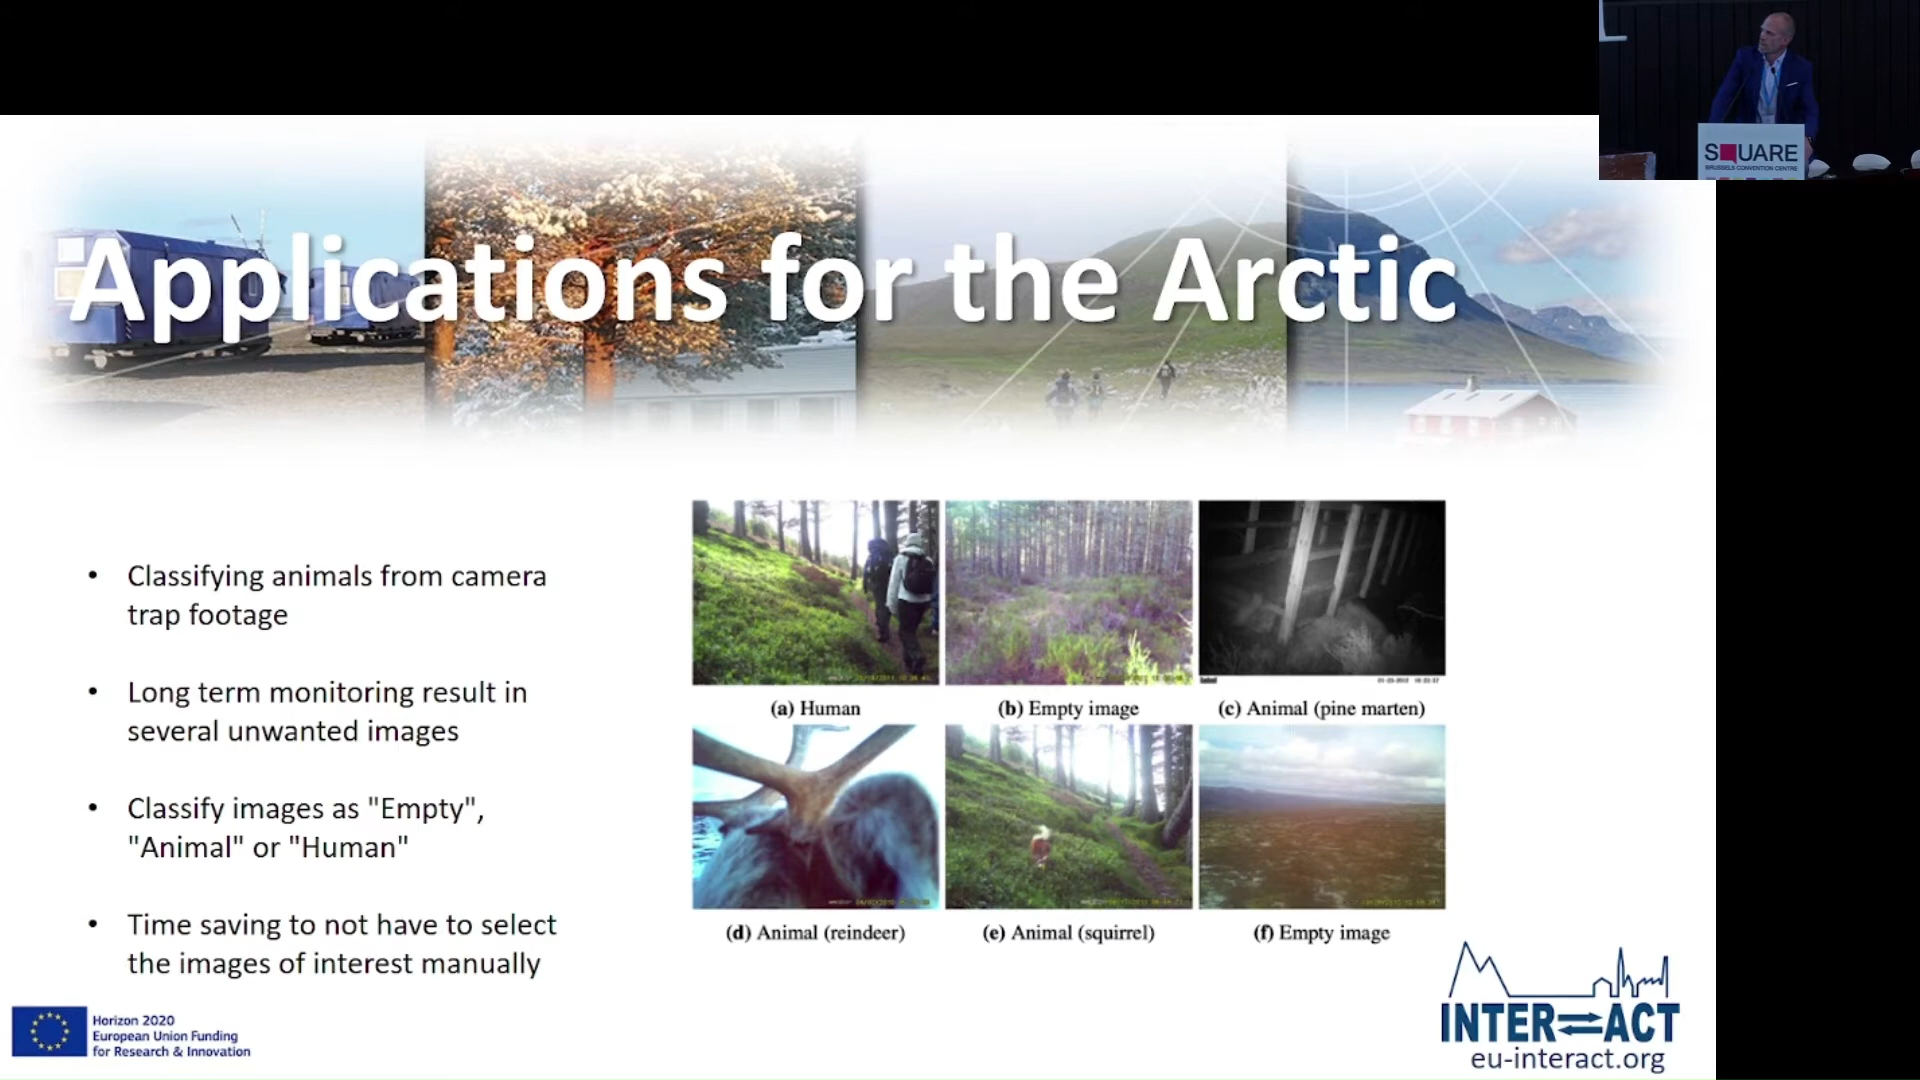 SQUARE
BRUSSELS CONVENTION CENTRE
Applications for the Arctic
• Classifying animals from camera
trap footage
• Long term monitoring result in
several unwanted images
• Classify images as "Empty",
"Animal" or "Human"
• Time saving to not have to select
the images of interest manually
(a) Human
(b) Empty image
(c) Animal (pine marten)
(d) Animal (reindeer)
(e) Animal (squirrel)
(f) Empty image
Horizon 2020
European Union Funding
for Research & Innovation
INTERACT
eu-interact.org